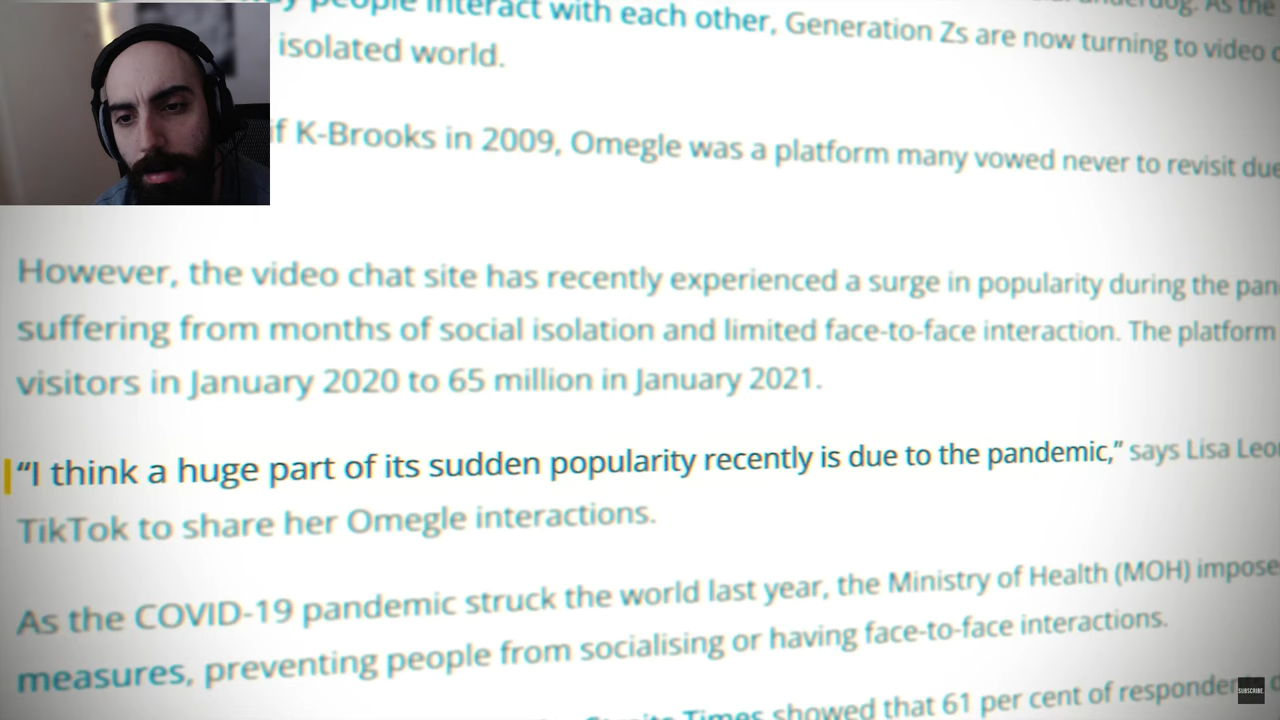 people interact with each other, Generation Zs are now turning to video
isolated world.
if K-Brooks in 2009, Omegle was a platform many vowed never to revisit due
However, the video chat site has recently experienced a surge in popularity during the pan
suffering from months of social isolation and limited face-to-face interaction. The platform
visitors in January 2020 to 65 million in January 2021.
“I think a huge part of its sudden popularity recently is due to the pandemic,” says Lisa Leo
TikTok to share her Omegle interactions.
As the COVID-19 pandemic struck the world last year, the Ministry of Health (MOH) impose
measures, preventing people from socialising or having face-to-face interactions.
Straits Times showed that 61 per cent of responden
SUBSCRIBE